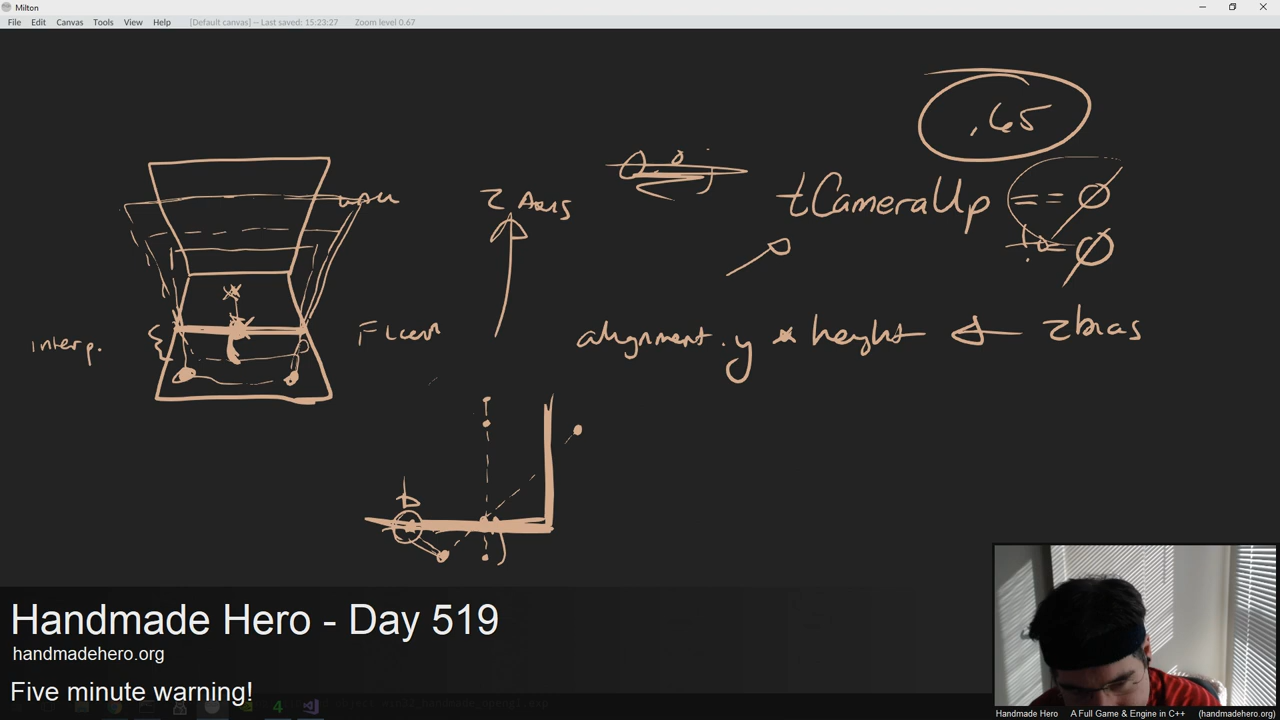 Milton
File Edit Canvas Tools View Help [Default canvas] -- Last saved: 15:23:27 Zoom level 0.67
.65
Z Axis
tCameraUp == 0
!= 0
interp.
alignment.y * height ← zbias
Handmade Hero - Day 519
handmadehero.org
Five minute warning!
Handmade Hero A Full Game & Engine in C++ (handmadehero.org)